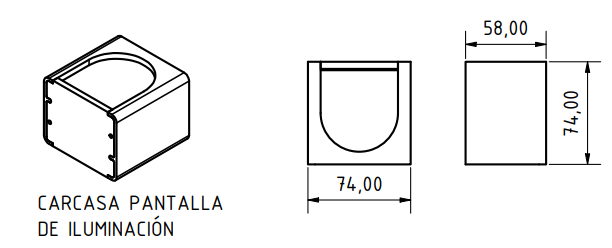 58,00
74,00
74,00
CARCASA PANTALLA
DE ILUMINACIÓN